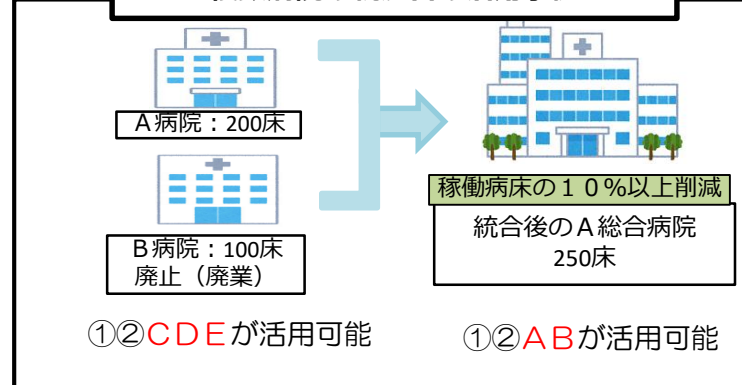 A病院：200床
B病院：100床
廃止（廃業）
①②CDEが活用可能
稼働病床の１０%以上削減
統合後のA総合病院
250床
①②ABが活用可能